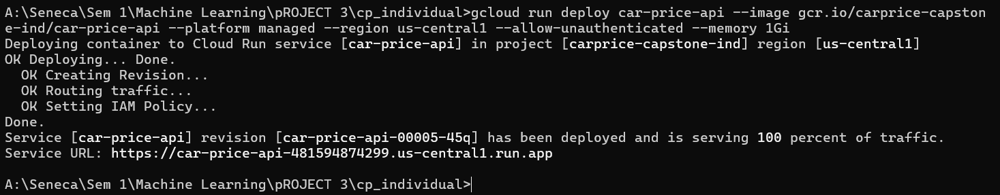 A:\Seneca\Sem 1\Machine Learning\pROJECT 3\cp_individual>gcloud run deploy car-price-api --image gcr.io/carprice-capston
e-ind/car-price-api --platform managed --region us-central1 --allow-unauthenticated --memory 1Gi
Deploying container to Cloud Run service [car-price-api] in project [carprice-capstone-ind] region [us-central1]
OK Deploying... Done.
  OK Creating Revision...
  OK Routing traffic...
  OK Setting IAM Policy...
Done.
Service [car-price-api] revision [car-price-api-00005-45q] has been deployed and is serving 100 percent of traffic.
Service URL: https://car-price-api-481594874299.us-central1.run.app
A:\Seneca\Sem 1\Machine Learning\pROJECT 3\cp_individual>